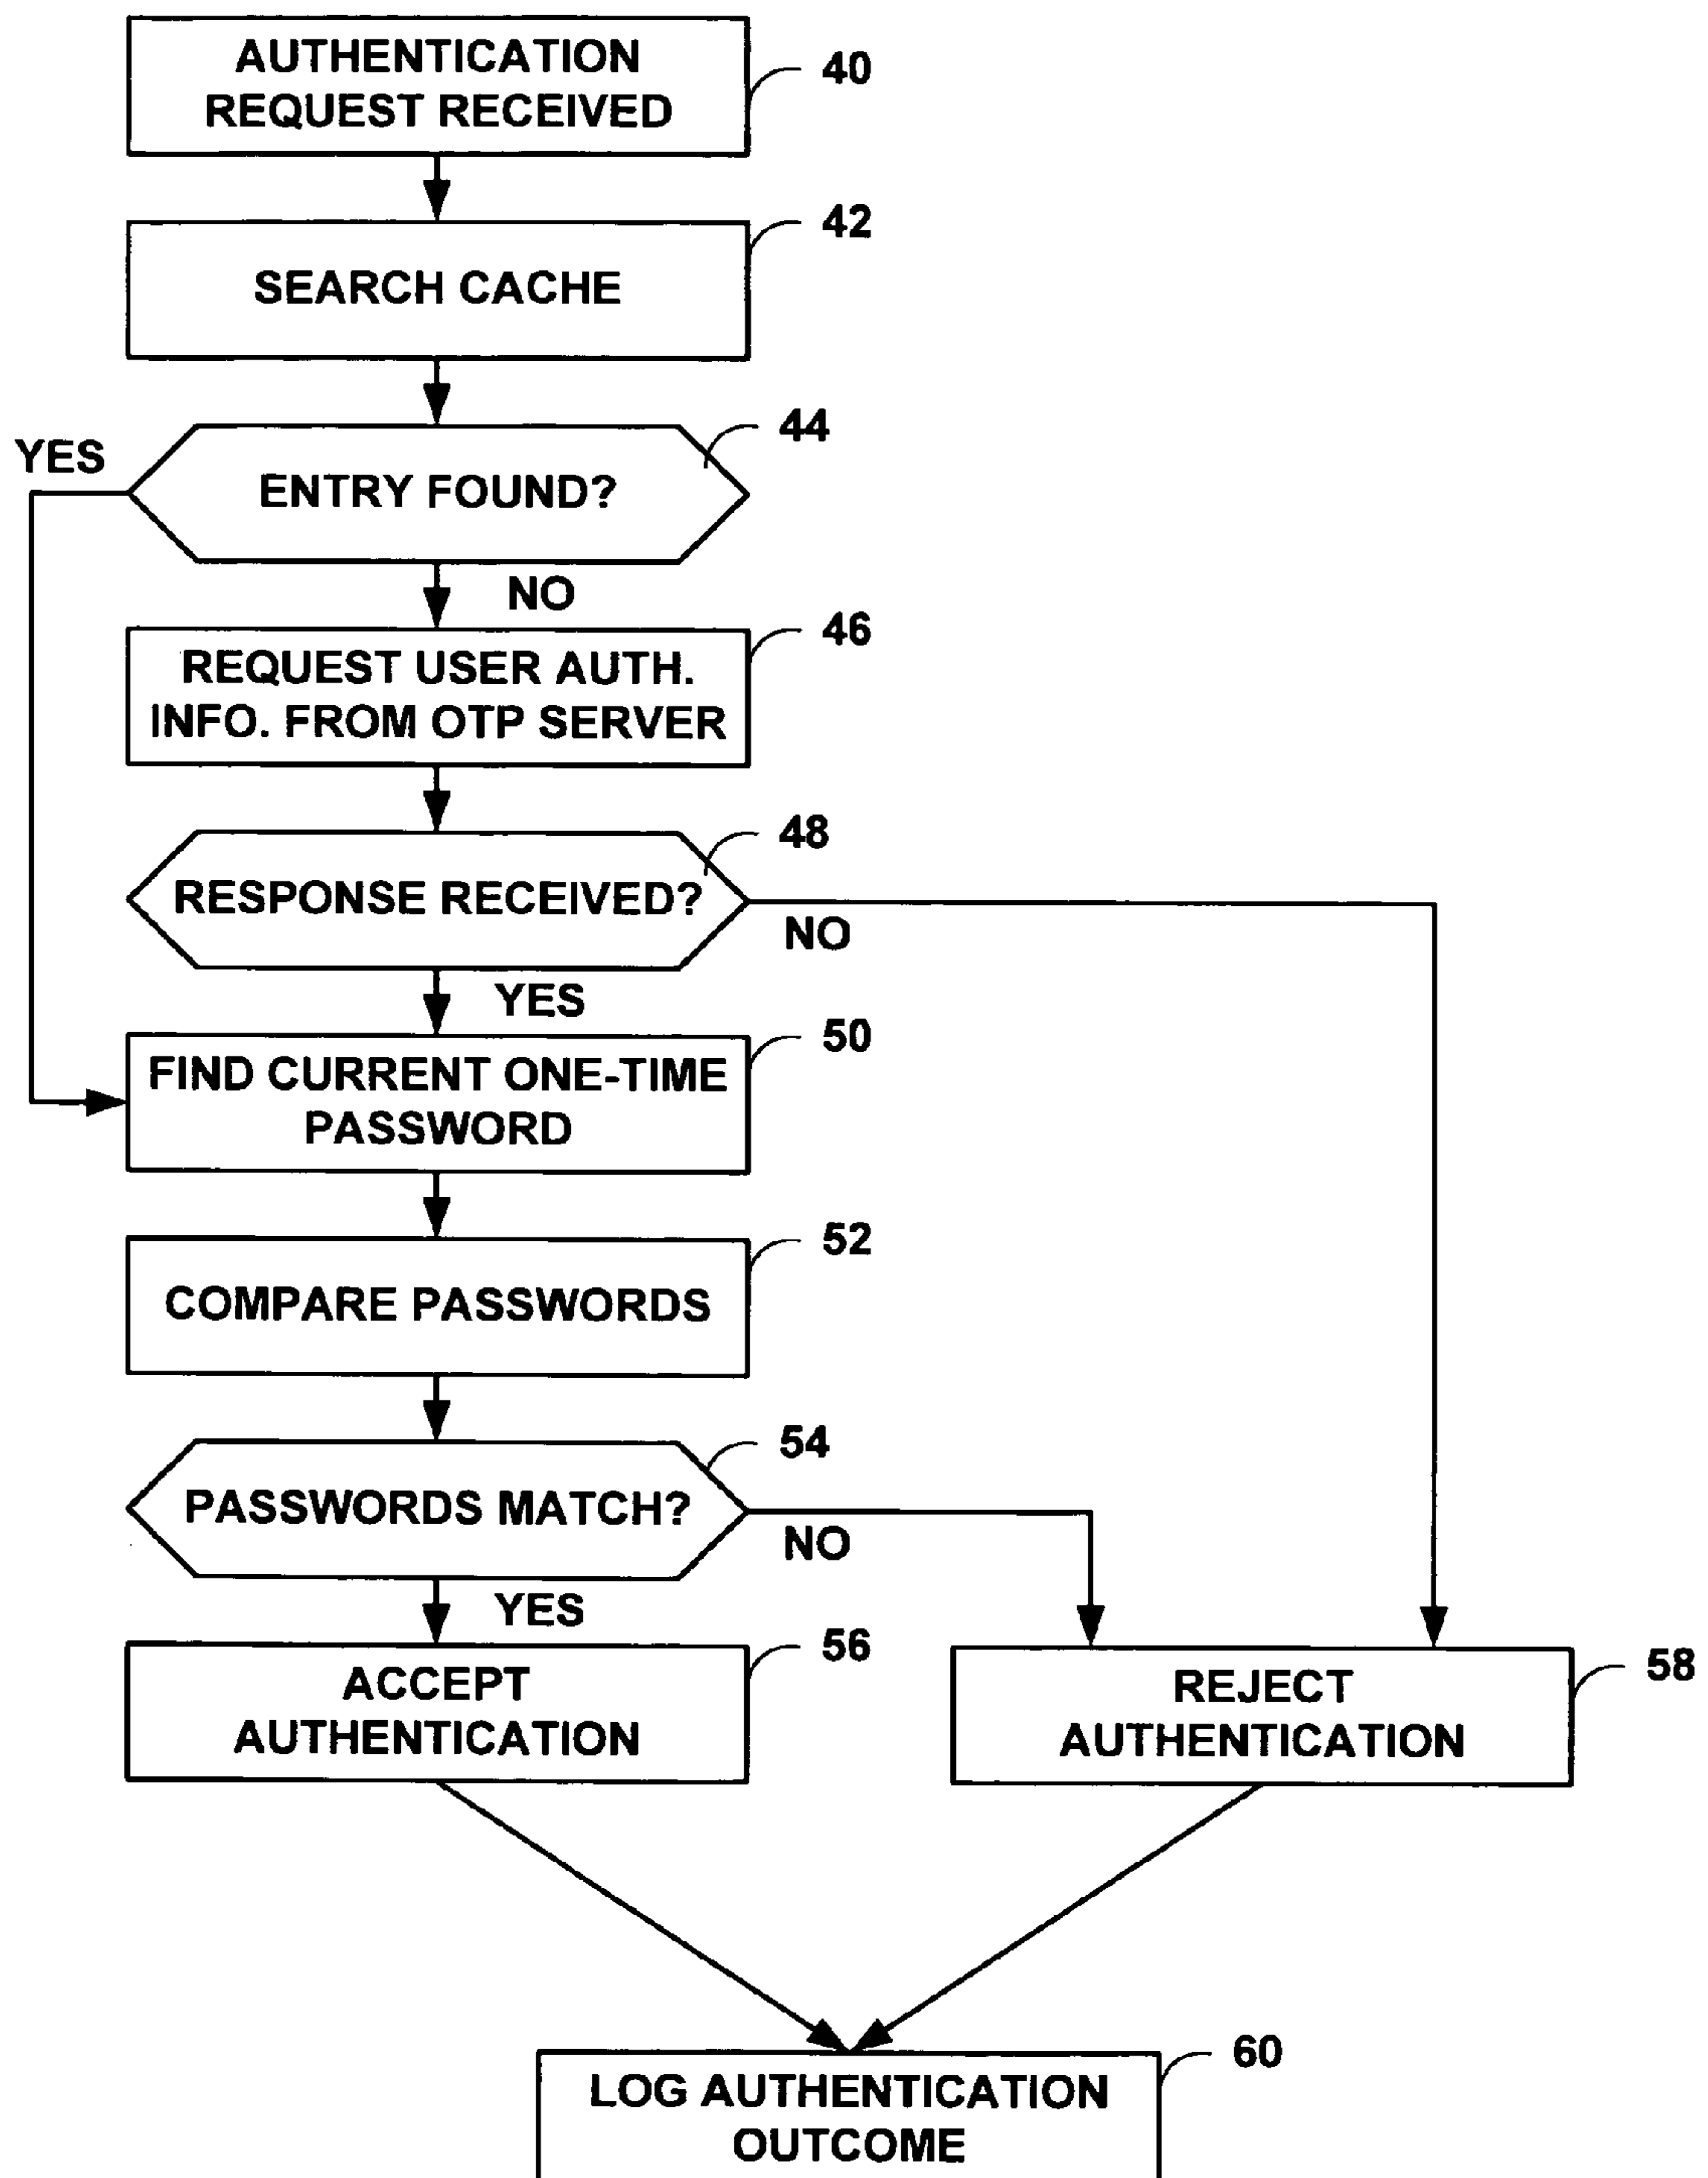 AUTHENTICATION
REQUEST RECEIVED
40
SEARCH CACHE
42
ENTRY FOUND?
44
YES
NO
REQUEST USER AUTH.
INFO. FROM OTP SERVER
46
RESPONSE RECEIVED?
48
NO
YES
FIND CURRENT ONE-TIME
PASSWORD
50
COMPARE PASSWORDS
52
PASSWORDS MATCH?
54
NO
YES
ACCEPT
AUTHENTICATION
56
REJECT
AUTHENTICATION
58
LOG AUTHENTICATION
OUTCOME
60